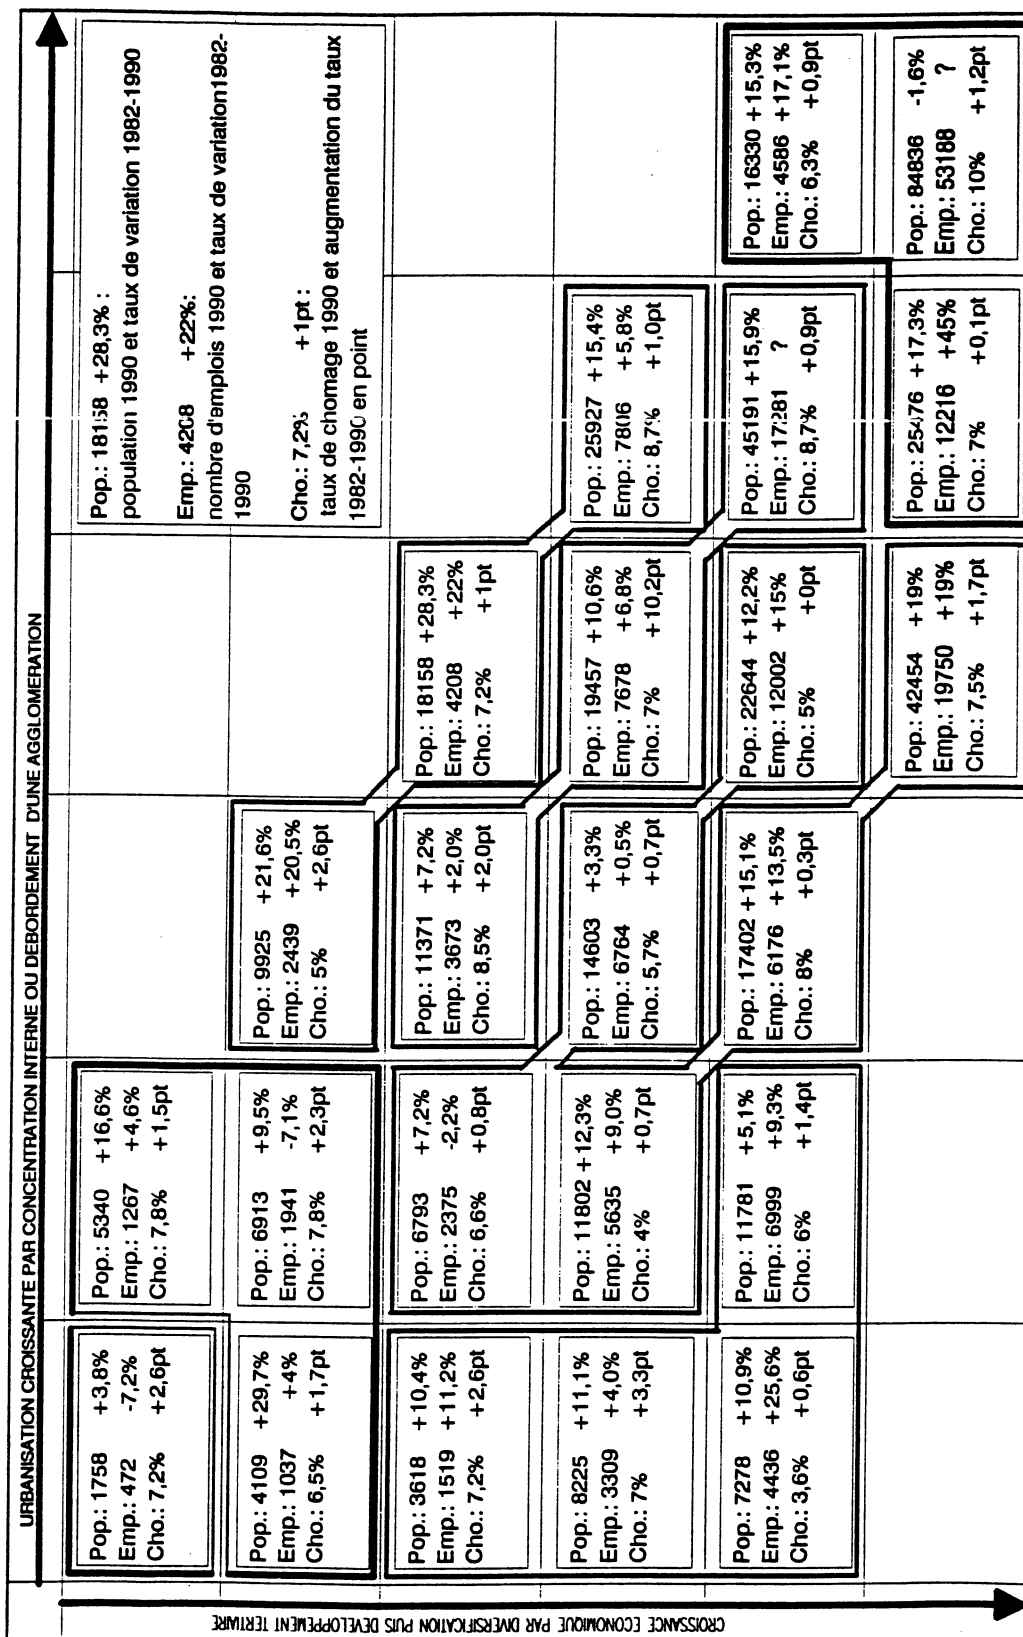 URBANISATION CROISSANTE PAR CONCENTRATION INTERNE OU DEBORDEMENT D'UNE AGGLOMERATION
CROISSANCE ECONOMIQUE PAR DIVERSIFICATION PUIS DEVELOPPEMENT TERTIAIRE
Pop.: 1758 +3,8%
Emp.: 472 -7,2%
Cho.: 7,2% +2,6pt
Pop.: 5340 +16,6%
Emp.: 1267 +4,6%
Cho.: 7,8% +1,5pt
Pop.: 18158 +28,3% :
population 1990 et taux de variation 1982-1990
Emp.: 4208 +22%:
nombre d'emplois 1990 et taux de variation1982-
1990
Cho.: 7,2% +1pt :
taux de chomage 1990 et augmentation du taux
1982-1990 en point
Pop.: 4109 +29,7%
Emp.: 1037 +4%
Cho.: 6,5% +1,7pt
Pop.: 6913 +9,5%
Emp.: 1941 -7,1%
Cho.: 7,8% +2,3pt
Pop.: 9925 +21,6%
Emp.: 2439 +20,5%
Cho.: 5% +2,6pt
Pop.: 3618 +10,4%
Emp.: 1519 +11,2%
Cho.: 7,2% +2,6pt
Pop.: 6793 +7,2%
Emp.: 2375 -2,2%
Cho.: 6,6% +0,8pt
Pop.: 11371 +7,2%
Emp.: 3673 +2,0%
Cho.: 8,5% +2,0pt
Pop.: 18158 +28,3%
Emp.: 4208 +22%
Cho.: 7,2% +1pt
Pop.: 8225 +11,1%
Emp.: 3309 +4,0%
Cho.: 7% +3,3pt
Pop.: 11802 +12,3%
Emp.: 5635 +9,0%
Cho.: 4% +0,7pt
Pop.: 14603 +3,3%
Emp.: 6764 +0,5%
Cho.: 5,7% +0,7pt
Pop.: 19457 +10,6%
Emp.: 7678 +6,8%
Cho.: 7% +10,2pt
Pop.: 25927 +15,4%
Emp.: 7806 +5,8%
Cho.: 8,7% +1,0pt
Pop.: 7278 +10,9%
Emp.: 4436 +25,6%
Cho.: 3,6% +0,6pt
Pop.: 11781 +5,1%
Emp.: 6999 +9,3%
Cho.: 6% +1,4pt
Pop.: 17402 +15,1%
Emp.: 6176 +13,5%
Cho.: 8% +0,3pt
Pop.: 22644 +12,2%
Emp.: 12002 +15%
Cho.: 5% +0pt
Pop.: 45191 +15,9%
Emp.: 17281 ?
Cho.: 8,7% +0,9pt
Pop.: 16330 +15,3%
Emp.: 4586 +17,1%
Cho.: 6,3% +0,9pt
Pop.: 42454 +19%
Emp.: 19750 +19%
Cho.: 7,5% +1,7pt
Pop.: 25476 +17,3%
Emp.: 12216 +45%
Cho.: 7% +0,1pt
Pop.: 84836 -1,6%
Emp.: 53188 ?
Cho.: 10% +1,2pt